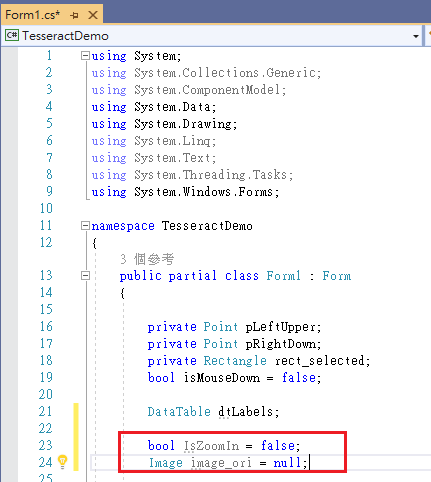 Form1.cs*
C# TesseractDemo
1 using System;
2 using System.Collections.Generic;
3 using System.ComponentModel;
4 using System.Data;
5 using System.Drawing;
6 using System.Linq;
7 using System.Text;
8 using System.Threading.Tasks;
9 using System.Windows.Forms;
10
11 namespace TesseractDemo
12 {
3 個參考
13 public partial class Form1 : Form
14 {
15
16 private Point pLeftUpper;
17 private Point pRightDown;
18 private Rectangle rect_selected;
19 bool isMouseDown = false;
20
21 DataTable dtLabels;
22
23 bool IsZoomIn = false;
24 Image image_ori = null;